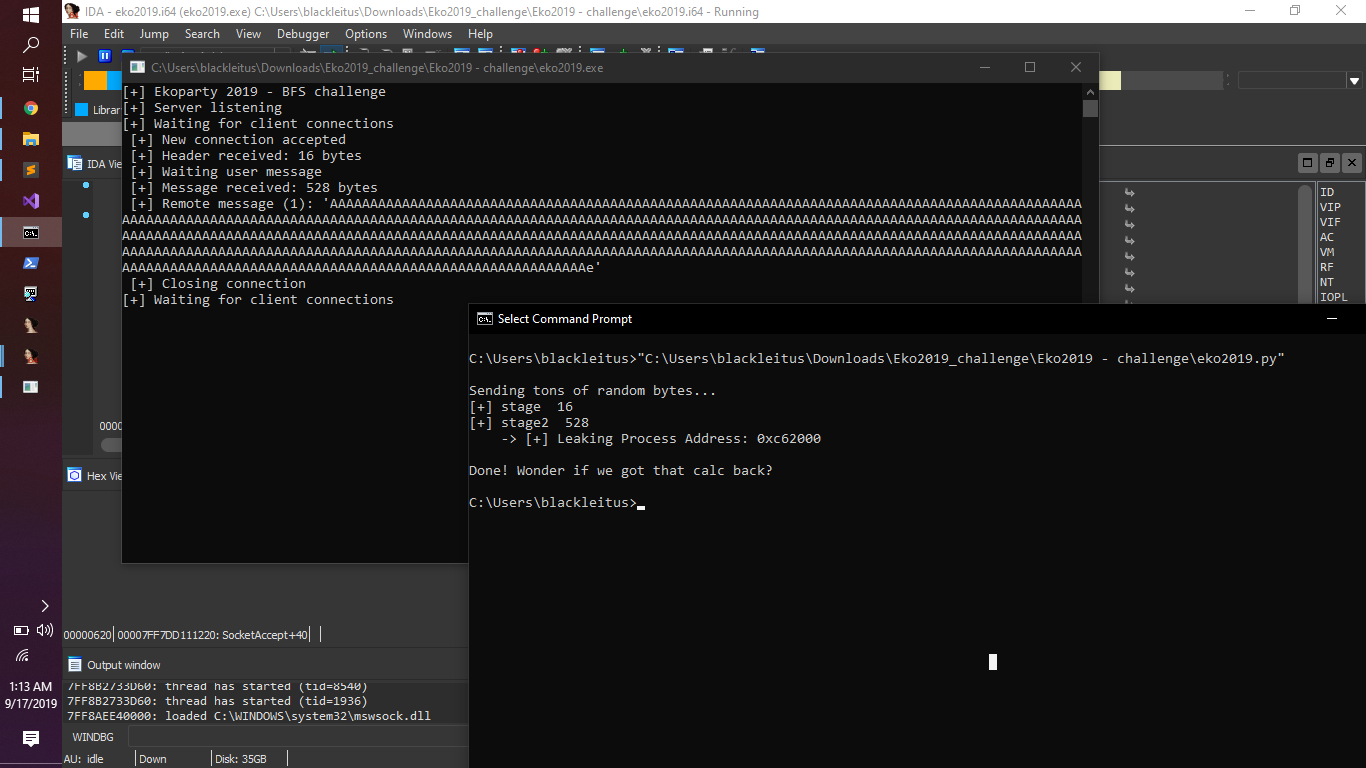 IDA - eko2019.i64 (eko2019.exe) C:\Users\blackleitus\Downloads\Eko2019_challenge\Eko2019 - challenge\eko2019.i64 - Running
File Edit Jump Search View Debugger Options Windows Help
C:\Users\blackleitus\Downloads\Eko2019_challenge\Eko2019 - challenge\eko2019.exe
Librar
IDA Vie
[+] Ekoparty 2019 - BFS challenge
[+] Server listening
[+] Waiting for client connections
[+] New connection accepted
[+] Header received: 16 bytes
[+] Waiting user message
[+] Message received: 528 bytes
[+] Remote message (1): 'AAAAAAAAAAAAAAAAAAAAAAAAAAAAAAAAAAAAAAAAAAAAAAAAAAAAAAAAAAAAAAAAAAAAAAAAAAAAAAAAAAAAAAAAAAAAAA
AAAAAAAAAAAAAAAAAAAAAAAAAAAAAAAAAAAAAAAAAAAAAAAAAAAAAAAAAAAAAAAAAAAAAAAAAAAAAAAAAAAAAAAAAAAAAAAAAAAAAAAAAAAAAAAAAAAAAAAA
AAAAAAAAAAAAAAAAAAAAAAAAAAAAAAAAAAAAAAAAAAAAAAAAAAAAAAAAAAAAAAAAAAAAAAAAAAAAAAAAAAAAAAAAAAAAAAAAAAAAAAAAAAAAAAAAAAAAAAAA
AAAAAAAAAAAAAAAAAAAAAAAAAAAAAAAAAAAAAAAAAAAAAAAAAAAAAAAAAAAAAAAAAAAAAAAAAAAAAAAAAAAAAAAAAAAAAAAAAAAAAAAAAAAAAAAAAAAAAAAA
AAAAAAAAAAAAAAAAAAAAAAAAAAAAAAAAAAAAAAAAAAAAAAAAAAAAAAAAAAe'
[+] Closing connection
[+] Waiting for client connections
ID
VIP
VIF
AC
VM
RF
NT
IOPL
0000
Hex Vie
Select Command Prompt
C:\Users\blackleitus>"C:\Users\blackleitus\Downloads\Eko2019_challenge\Eko2019 - challenge\eko2019.py"
Sending tons of random bytes...
[+] stage  16
[+] stage2  528
-> [+] Leaking Process Address: 0xc62000
Done! Wonder if we got that calc back?
C:\Users\blackleitus>
00000620 00007FF7DD111220: SocketAccept+40
Output window
7FF8B2733D60: thread has started (tid=8540)
7FF8B2733D60: thread has started (tid=1936)
7FF8AEE40000: loaded C:\WINDOWS\system32\mswsock.dll
WINDBG
AU: idle Down Disk: 35GB
1:13 AM
9/17/2019